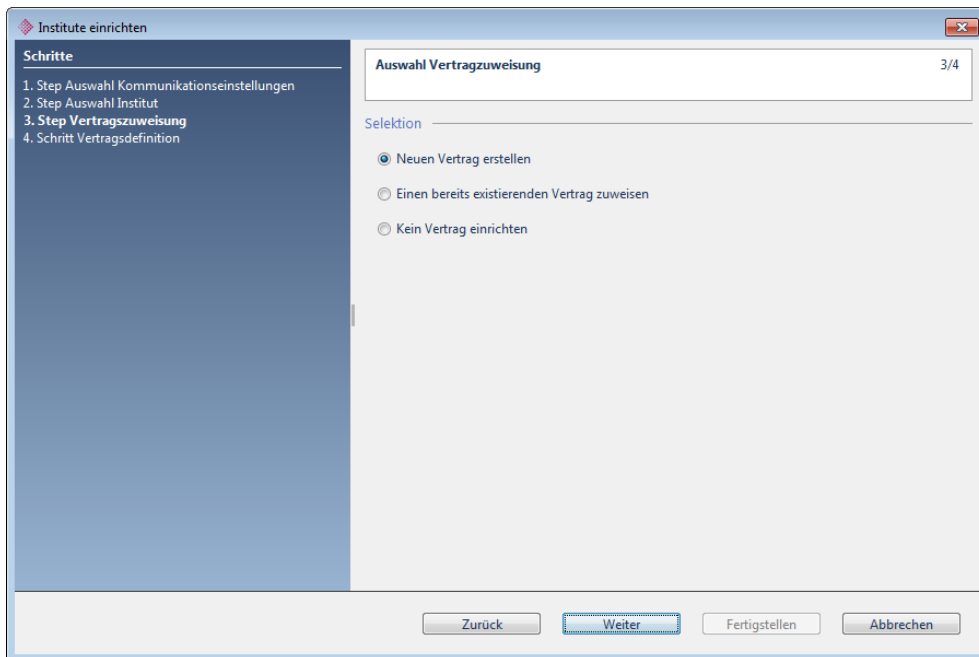 Institute einrichten
Schritte
1. Step Auswahl Kommunikationseinstellungen
2. Step Auswahl Institut
3. Step Vertragszuweisung
4. Schritt Vertragsdefinition
Auswahl Vertragzuweisung 3/4
Selektion
Neuen Vertrag erstellen
Einen bereits existierenden Vertrag zuweisen
Kein Vertrag einrichten
Zurück Weiter Fertigstellen Abbrechen